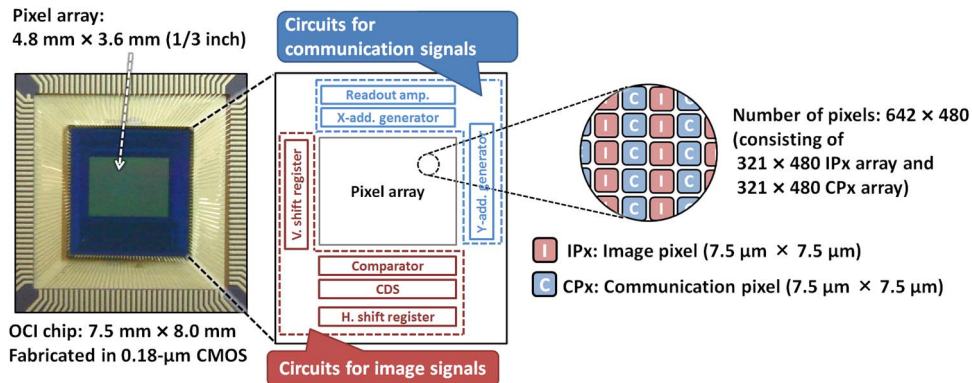 Pixel array:
4.8 mm × 3.6 mm (1/3 inch)
OCI chip: 7.5 mm × 8.0 mm
Fabricated in 0.18-μm CMOS
Circuits for
communication signals
Readout amp.
X-add. generator
V. shift register
Pixel array
Y-add. generator
Comparator
CDS
H. shift register
Circuits for image signals
C I C
I C I C I
C I C
I C I C I
C I C
Number of pixels: 642 × 480
(consisting of
321 × 480 IPx array and
321 × 480 CPx array)
I IPx: Image pixel (7.5 μm × 7.5 μm)
C CPx: Communication pixel (7.5 μm × 7.5 μm)